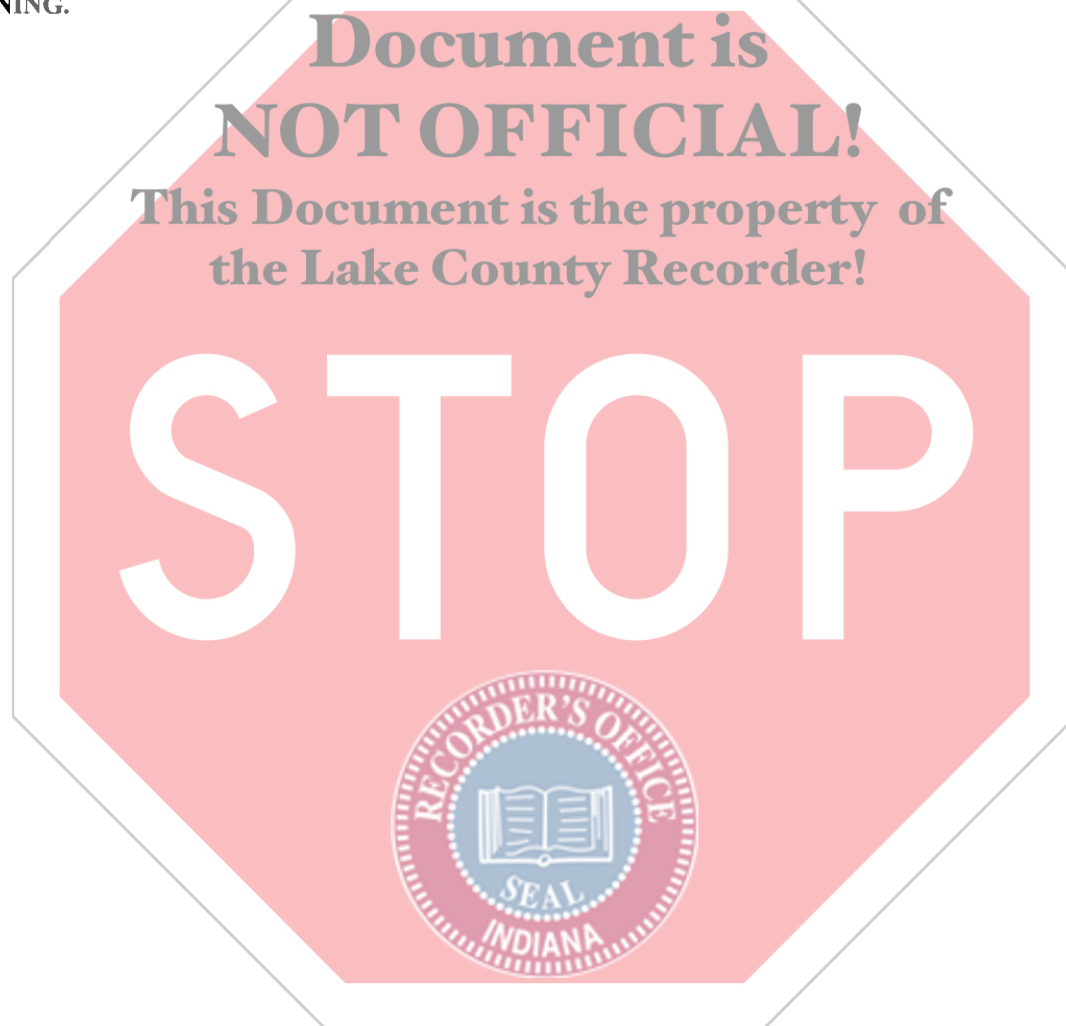 NING.
Document is
NOT OFFICIAL!
This Document is the property of
the Lake County Recorder!
STOP
RECORDER'S OFFICE
SEAL
INDIANA